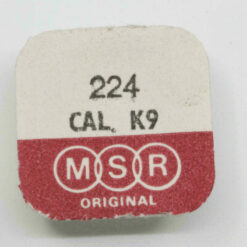 224
CAL. K9
MSR
ORIGINAL